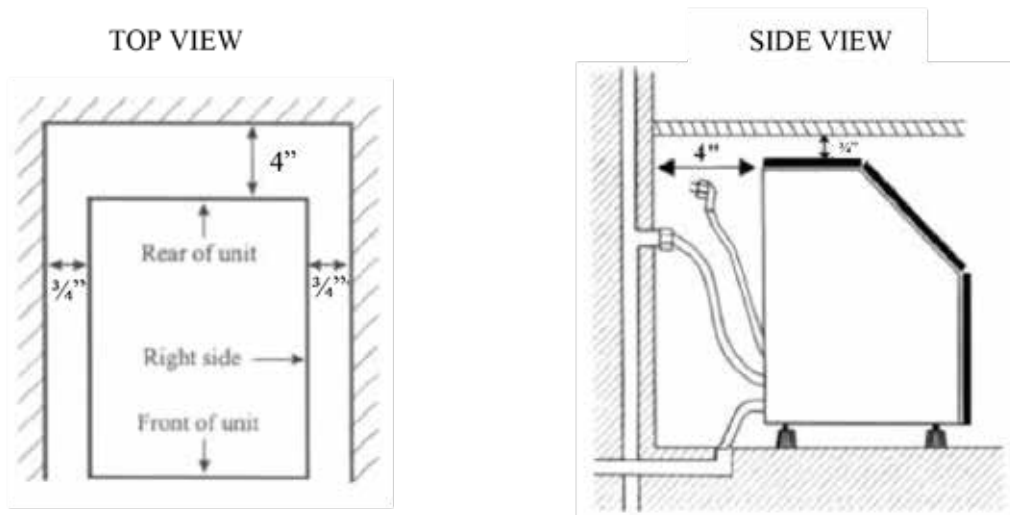 TOP VIEW
4”
Rear of unit
¾”
¾”
Right side
Front of unit
SIDE VIEW
4"
¾"